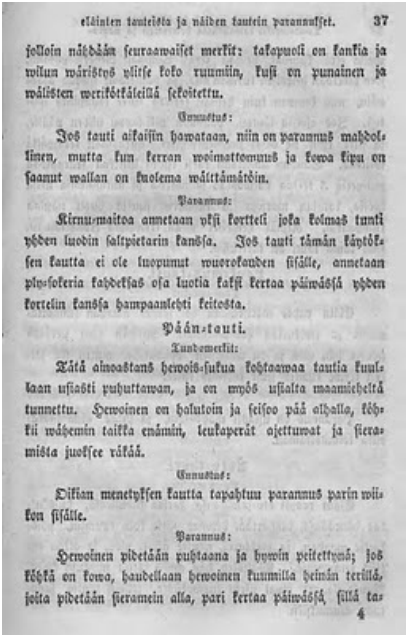 eläinten tauteista ja näiden tautein parannukset. 37
jolloin nähdään seuraawaiset merkit: takapuoli on kankia ja
wilun wäristys ylitse koko ruumiin, kusi on punainen ja
wälisten werikötkäleillä sekoitettu.
Ennustus:
Jos tauti aikaisin hawataan, niin on parannus mahdol-
linen, mutta kun kerran woimattomuus ja kowa kipu on
saanut wallan on kuolema wälttämätöin.
Parannus:
Kirnu-maitoa annetaan yksi kortteli joka kolmas tunti
yhden luodin saltpietarin kanssa. Jos tauti tämän käytök-
sen kautta ei ole luopunut wuorokauden sisälle, annetaan
ply-sokeria kahdeksas osa luotia kaksi kertaa päiwässä yhden
kortelin kanssa hampaanlehti keitosta.
Pään-tauti.
Tundomerkit:
Tätä ainoastans hewois-sukua kohtaawaa tautia kuul-
laan usiasti puhuttawan, ja on myös usialta maamieheltä
tunnettu. Hewoinen on halutoin ja seisoo pää alhalla, köh-
kii wähemin taikka enämin, leukaperät ajettuwat ja siera-
mista juoksee räkää.
Ennustus:
Oikian menetyksen kautta tapahtuu parannus parin wii-
kon sisälle.
Parannus:
Hewoinen pidetään puhtaana ja hywin peitettynä; jos
köhkä on kowa, haudellaan hewoinen kuumilla heinän terillä,
joita pidetään sieramein alla, pari kertaa päiwässä, sillä ta-
4